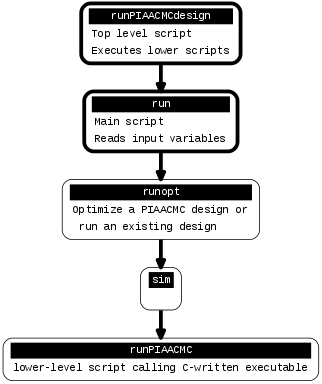 runPIAACMCdesign
Top level script
Executes lower scripts
run
Main script
Reads input variables
runopt
Optimize a PIAACMC design or
run an existing design
sim
runPIAACMC
lower-level script calling C-written executable